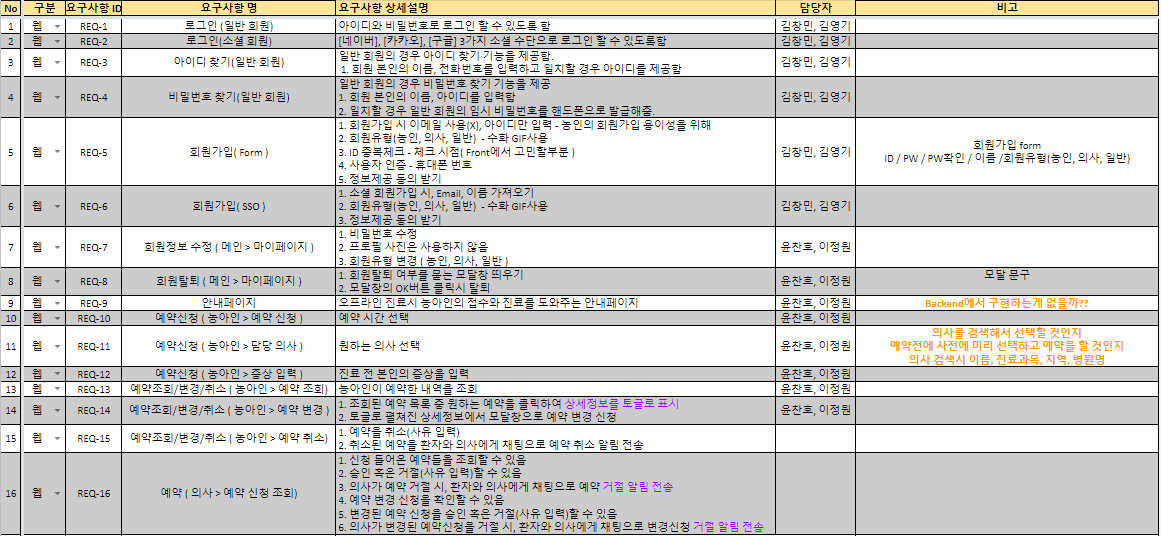 No 구분 요구사항 ID 요구사항 명 요구사항 상세설명 담당자 비고
1 웹 REQ-1 로그인 (일반 회원) 아이디와 비밀번호로 로그인 할 수 있도록 함 김창민, 김영기
2 웹 REQ-2 로그인(소셜 회원) [네이버], [카카오], [구글] 3가지 소셜 수단으로 로그인 할 수 있도록함 김창민, 김영기
3 웹 REQ-3 아이디 찾기(일반 회원) 일반 회원의 경우 아이디 찾기 기능을 제공함.
1. 회원 본인의 이름, 전화번호를 입력하고 일치할 경우 아이디를 제공함 김창민, 김영기
4 웹 REQ-4 비밀번호 찾기(일반 회원) 일반 회원의 경우 비밀번호 찾기 기능을 제공
1. 회원 본인의 이름, 아이디를 입력함
2. 일치할 경우 일반 회원의 임시 비밀번호를 핸드폰으로 발급해줌. 김창민, 김영기
5 웹 REQ-5 회원가입( Form ) 1. 회원가입 시 이메일 사용(X), 아이디만 입력 - 농인의 회원가입 용이성을 위해
2. 회원유형(농인, 의사, 일반) - 수화 GIF사용
3. ID 중복체크 - 체크 시점( Front에서 고민할부분 )
4. 사용자 인증 - 휴대폰 번호
5. 정보제공 동의 받기 김창민, 김영기
회원가입 form
ID / PW / PW확인 / 이름 /회원유형(농인, 의사, 일반)
6 웹 REQ-6 회원가입( SSO ) 1. 소셜 회원가입 시, Email, 이름 가져오기
2. 회원유형(농인, 의사, 일반) - 수화 GIF사용
3. 정보제공 동의 받기 김창민, 김영기
7 웹 REQ-7 회원정보 수정 ( 메인 > 마이페이지 ) 1. 비밀번호 수정
2. 프로필 사진은 사용하지 않음
3. 회원유형 변경 ( 농인, 의사, 일반 ) 윤찬호, 이정원
8 웹 REQ-8 회원탈퇴 ( 메인 > 마이페이지 ) 1. 회원탈퇴 여부를 묻는 모달창 띄우기
2. 모달창의 OK버튼 클릭시 탈퇴 윤찬호, 이정원 모달 문구
9 웹 REQ-9 안내페이지 오프라인 진료시 농아인의 접수와 진료를 도와주는 안내페이지 윤찬호, 이정원 Backend에서 구현하는게 없을까??
10 웹 REQ-10 예약신청 ( 농아인 > 예약 신청 ) 예약 시간 선택 윤찬호, 이정원
11 웹 REQ-11 예약신청 ( 농아인 > 담당 의사 ) 원하는 의사 선택 윤찬호, 이정원
의사를 검색해서 선택할 것인지
예약전에 사전에 미리 선택하고 예약을 할 것인지
의사 검색시 이름, 진료과목, 지역, 병원명
12 웹 REQ-12 예약신청 ( 농아인 > 증상 입력 ) 진료 전 본인의 증상을 입력 윤찬호, 이정원
13 웹 REQ-13 예약조회/변경/취소 ( 농아인 > 예약 조회) 농아인이 예약한 내역을 조회 윤찬호, 이정원
14 웹 REQ-14 예약조회/변경/취소 ( 농아인 > 예약 변경 ) 1. 조회된 예약 목록 중 원하는 예약을 클릭하여 상세정보를 토글로 표시
2. 토글로 펼쳐진 상세정보에서 모달창으로 예약 변경 신청 윤찬호, 이정원
15 웹 REQ-15 예약조회/변경/취소 ( 농아인 > 예약 취소) 1. 예약을 취소(사유 입력)
2. 취소된 예약을 환자와 의사에게 채팅으로 예약 취소 알림 전송
16 웹 REQ-16 예약 ( 의사 > 예약 신청 조회) 1. 신청 들어온 예약들을 조회할 수 있음
2. 승인 혹은 거절(사유 입력)할 수 있음
3. 의사가 예약 거절 시, 환자와 의사에게 채팅으로 예약 거절 알림 전송
4. 예약 변경 신청을 확인할 수 있음
5. 변경된 예약 신청을 승인 혹은 거절(사유 입력)할 수 있음
6. 의사가 변경된 예약신청을 거절 시, 환자와 의사에게 채팅으로 변경신청 거절 알림 전송